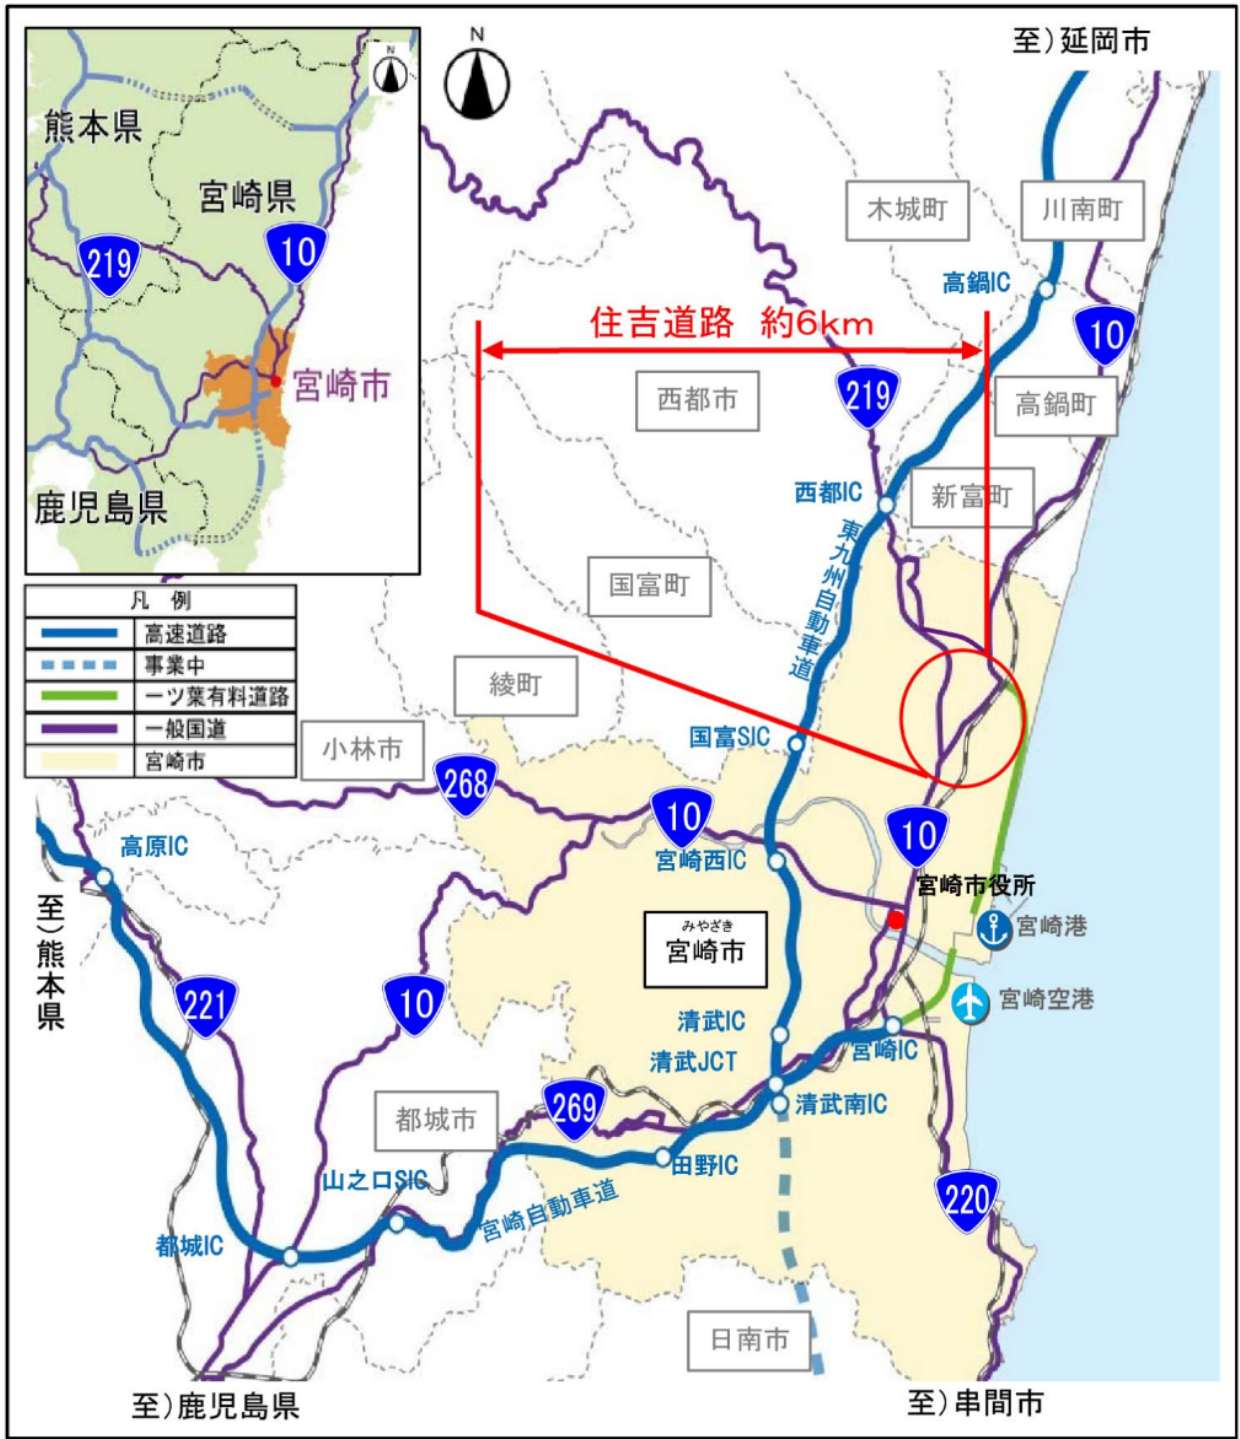 N
N
熊本県
宮崎県
219
10
宮崎市
鹿児島県
凡 例
高速道路
事業中
一ツ葉有料道路
一般国道
宮崎市
至)延岡市
木城町
川南町
高鍋IC
住吉道路 約6km
10
219
西都市
高鍋町
西都IC
新富町
東九州自動車道
国富町
綾町
小林市
国富SIC
268
10
10
高原IC
宮崎西IC
宮崎市役所
宮崎港
みやざき
宮崎市
至)熊本県
221
10
宮崎空港
清武IC
宮崎IC
清武JCT
清武南IC
269
都城市
田野IC
山之口SIC
宮崎自動車道
220
都城IC
日南市
至)鹿児島県
至)串間市